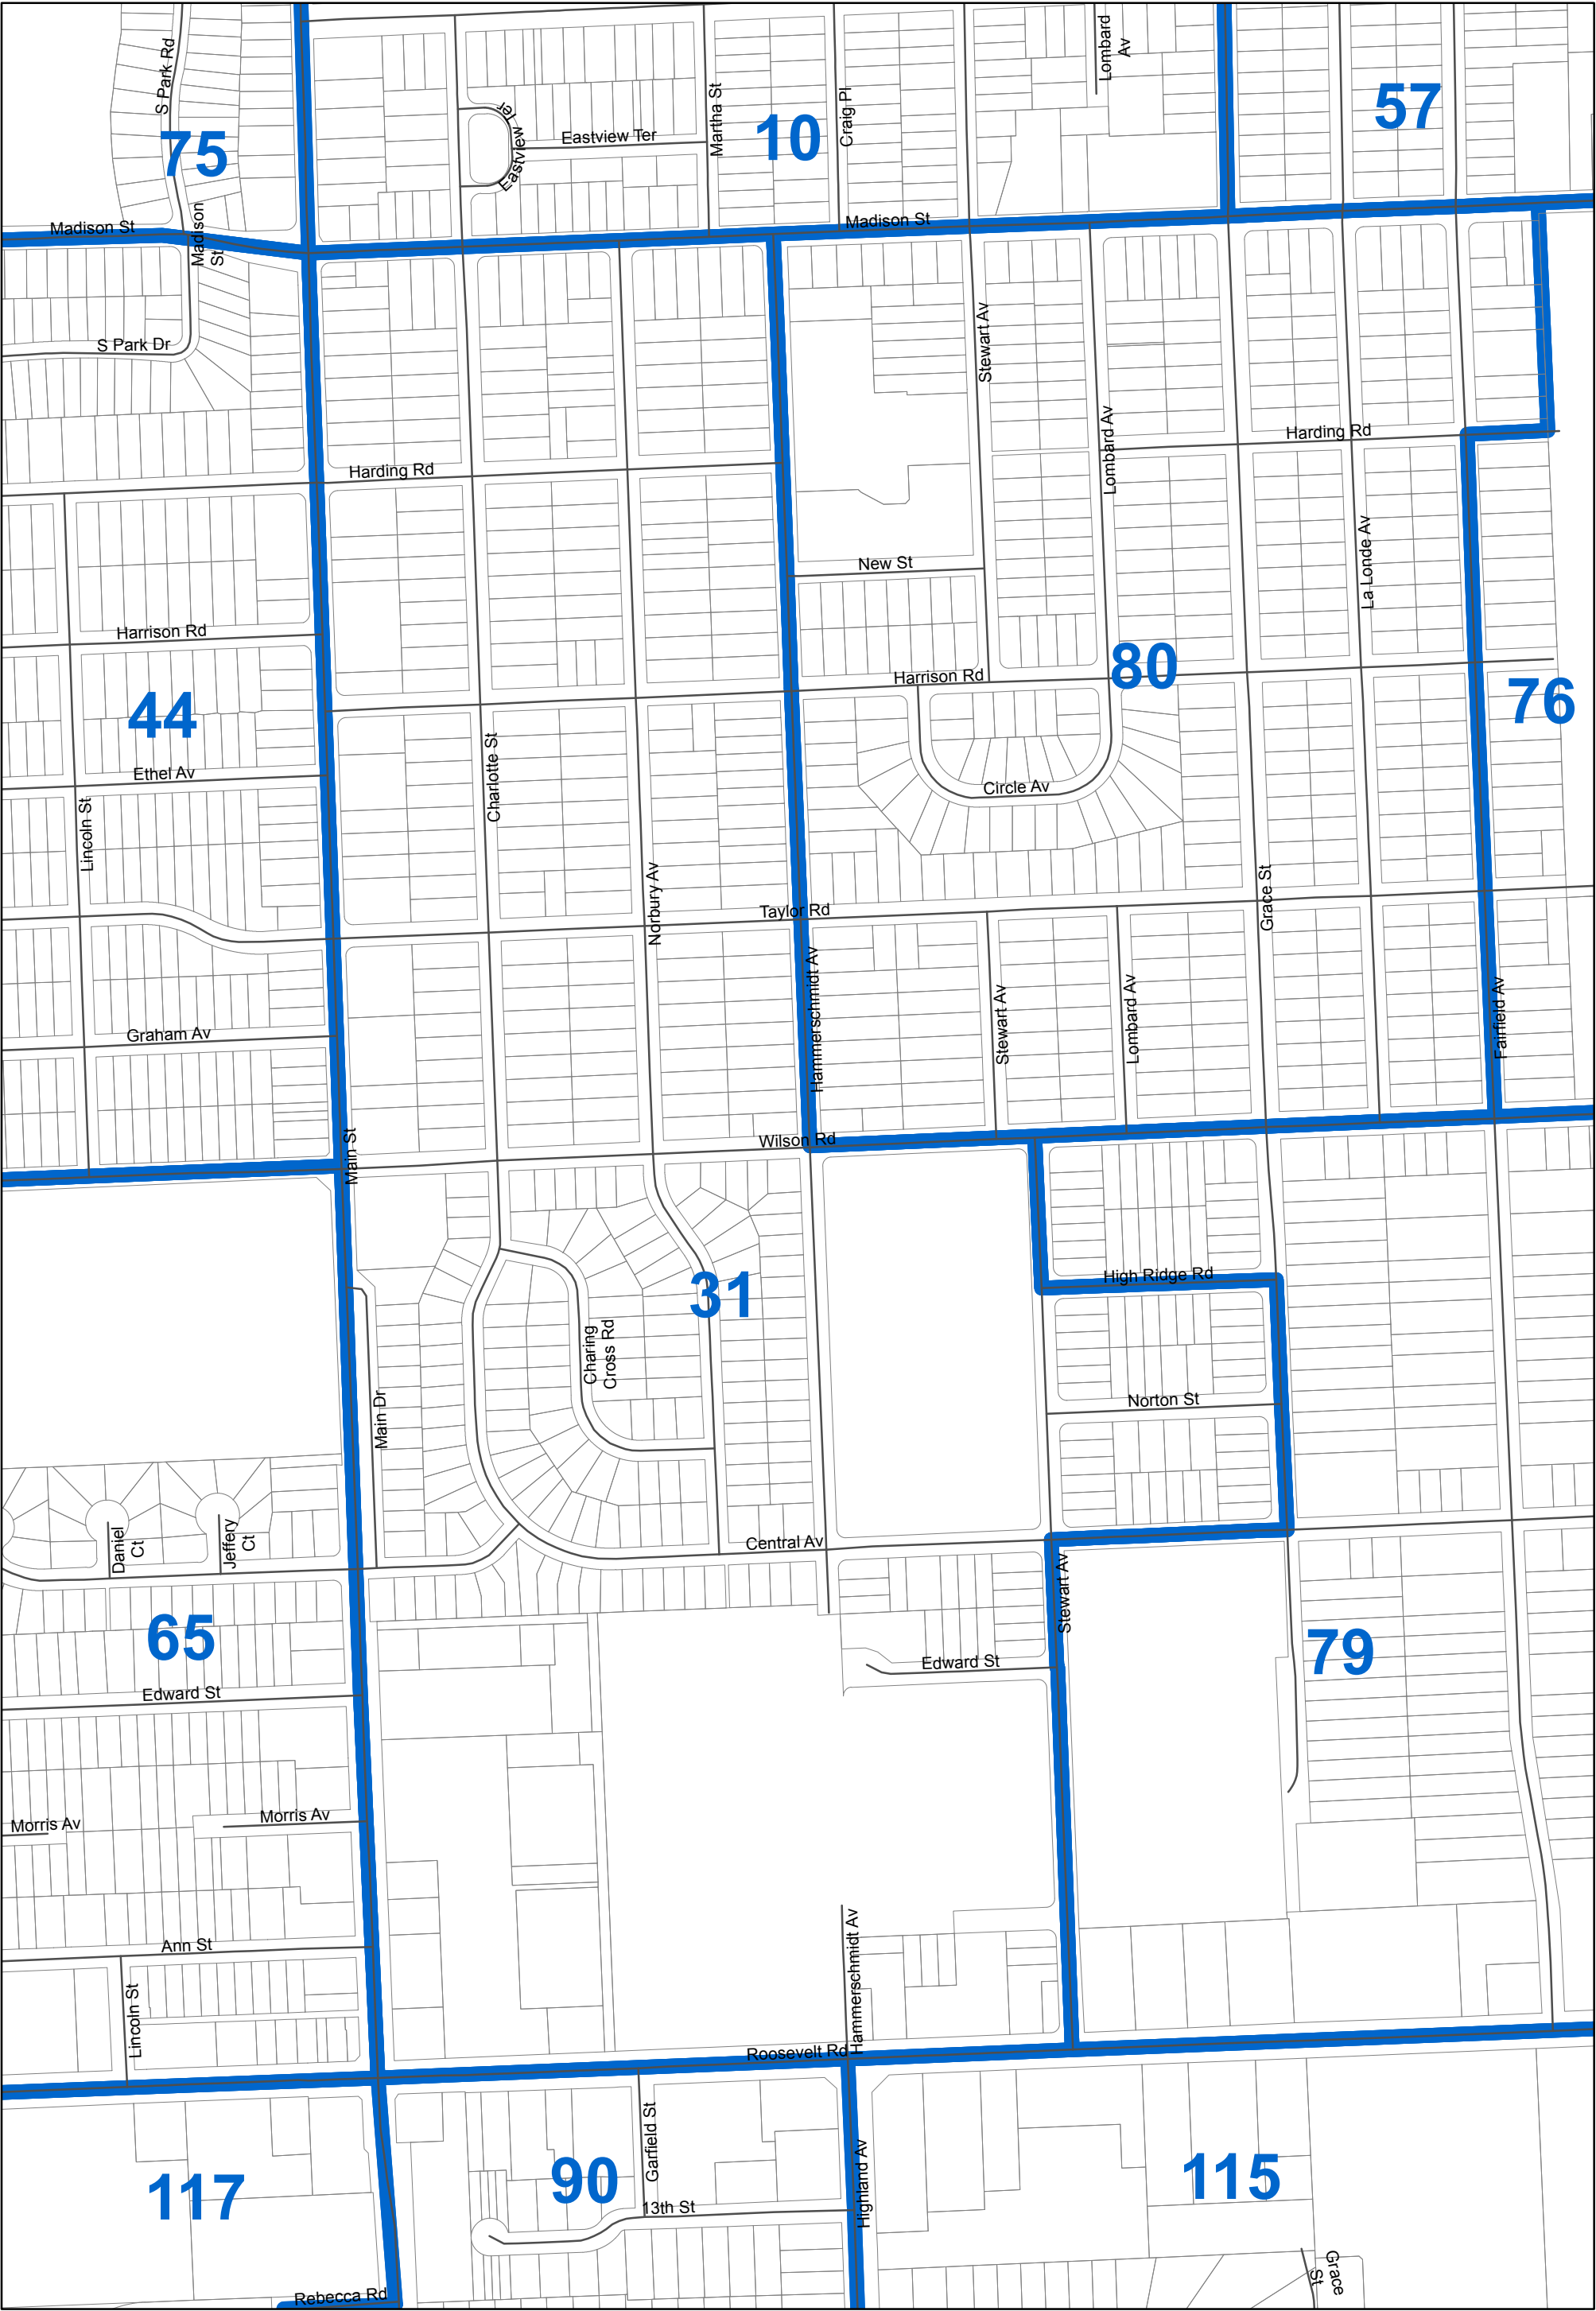 S Park Rd
75
Eastview Ter
Eastview Ter
Martha St
10
Craig Pl
Lombard
Av
57
Madison St
Madison
St
Madison St
S Park Dr
Stewart Av
Lombard Av
Harding Rd
Harding Rd
La Londe Av
New St
Harrison Rd
Harrison Rd
80
44
76
Ethel Av
Lincoln St
Charlotte St
Circle Av
Norbury Av
Grace St
Taylor Rd
Hammerschmidt Av
Stewart Av
Lombard Av
Fairfield Av
Graham Av
Main St
Wilson Rd
31
High Ridge Rd
Charing
Cross Rd
Main Dr
Norton St
Daniel
Ct
Jeffery
Ct
Central Av
Stewart Av
65
79
Edward St
Edward St
Morris Av
Morris Av
Ann St
Lincoln St
Hammerschmidt Av
Roosevelt Rd
Garfield St
Highland Av
117
90
115
13th St
Grace
St
Rebecca Rd